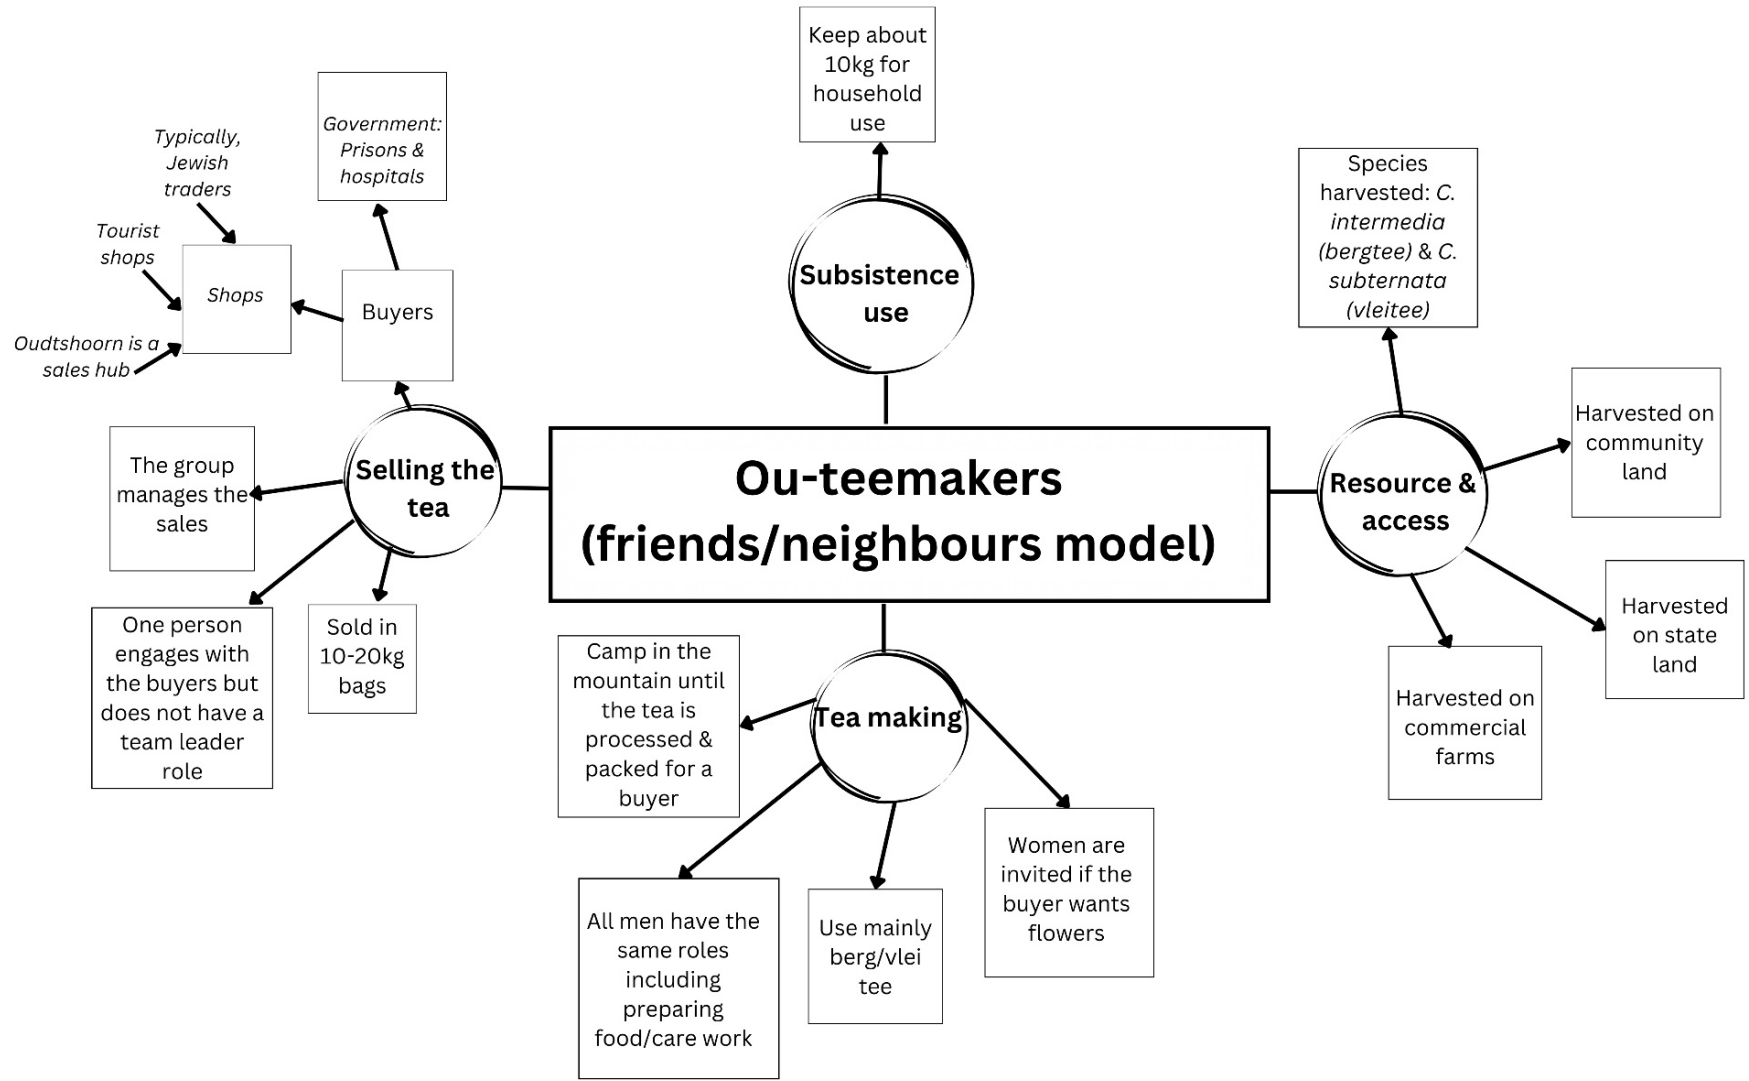 Keep about
10kg for
household
use
Government:
Prisons &
hospitals
Typically,
Jewish
traders
Tourist
shops
Shops
Oudtshoorn is a
sales hub
Buyers
Subsistence
use
Species
harvested: C.
intermedia
(bergtee) & C.
subternata
(vleitee)
Harvested on
community
land
Selling the
tea
The group
manages the
sales
Ou-teemakers
(friends/neighbours model)
Resource &
access
One person
engages with
the buyers but
does not have a
team leader
role
Sold in
10-20kg
bags
Harvested
on state
land
Harvested on
commercial
farms
Camp in the
mountain until
the tea is
processed &
packed for a
buyer
Tea making
All men have the
same roles
including
preparing
food/care work
Use mainly
berg/vlei
tee
Women are
invited if the
buyer wants
flowers